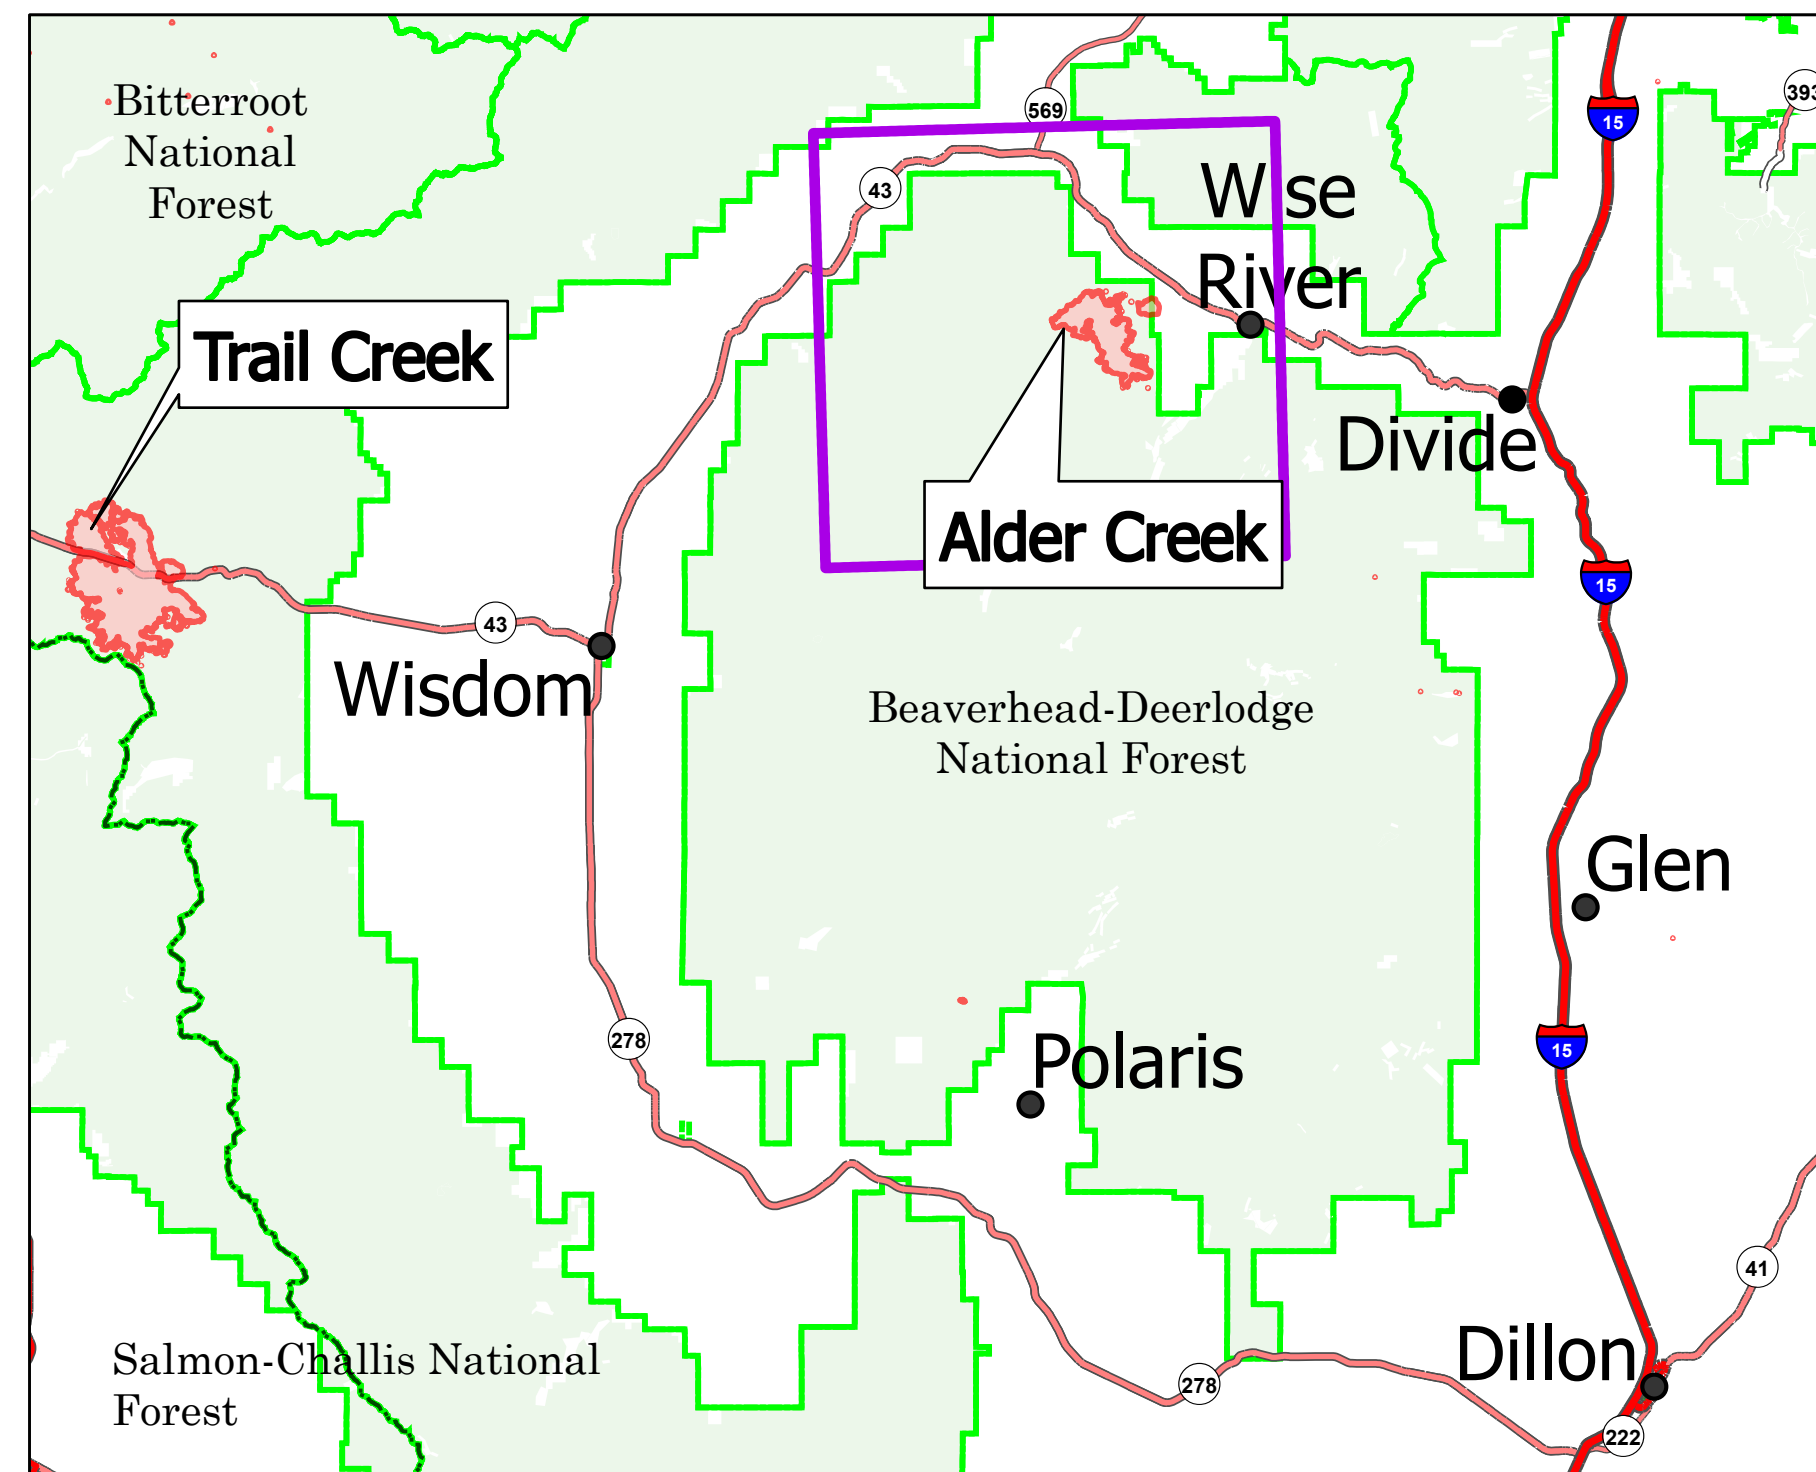 Bitterroot
National
Forest
569
15
393
43
Wise
River
Trail Creek
Divide
Alder Creek
15
43
Wisdom
Beaverhead-Deerlodge
National Forest
Glen
278
Polaris
15
41
Salmon-Challis National
Forest
Dillon
278
222